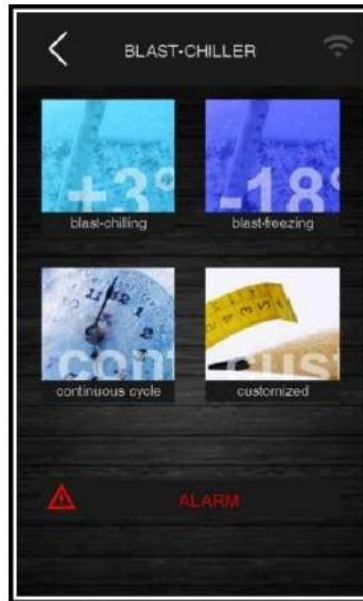 BLAST-CHILLER
+3°
-18°
blast-chilling
blast-freezing
cont
cust
continuous cycle
customized
ALARM